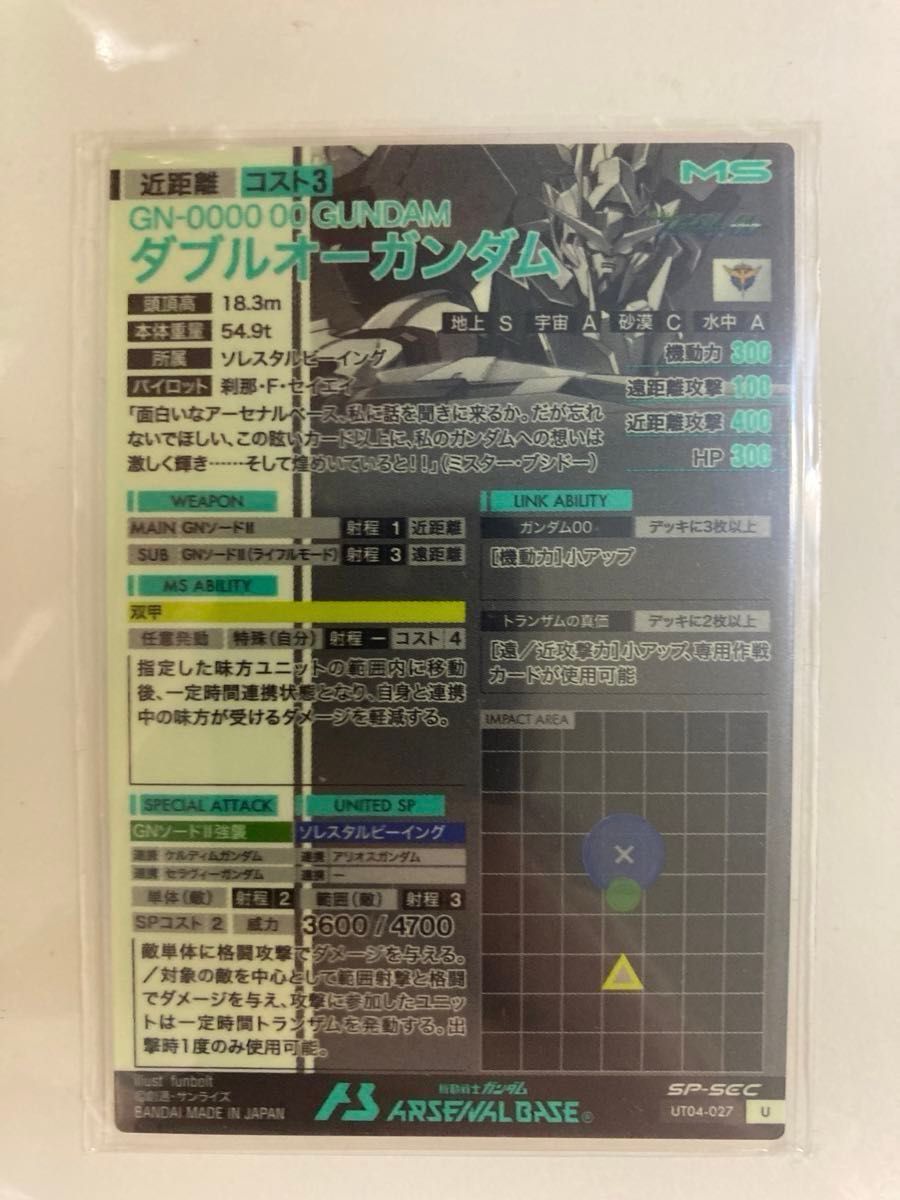 近距離 コスト3
MS
GN-0000 00 GUNDAM
ダブルオーガンダム
頭頂高 18.3m
本体重量 54.9t
所属 ソレスタルビーイング
パイロット 刹那・F・セイエイ
地上 S 宇宙 A 砂漠 C 水中 A
機動力 300
遠距離攻撃 100
近距離攻撃 400
HP 300
「面白いなアーセナルベース、私に話を聞きに来るか。だが忘れ
ないでほしい、この眩いカード以上に、私のガンダムへの想いは
激しく輝き……そして煌めいていると!!」(ミスター・ブシドー)
WEAPON
MAIN GNソードⅡ 射程 1 近距離
SUB GNソードⅡ(ライフルモード) 射程 3 遠距離
MS ABILITY
双甲
任意発動 特殊(自分) 射程 ー コスト 4
指定した味方ユニットの範囲内に移動
後、一定時間連携状態となり、自身と連携
中の味方が受けるダメージを軽減する。
LINK ABILITY
ガンダム00 デッキに3枚以上
[機動力]小アップ
トランザムの真価 デッキに2枚以上
[遠/近攻撃力]小アップ、専用作戦
カードが使用可能
IMPACT AREA
SPECIAL ATTACK UNITED SP
GNソードⅡ強襲 ソレスタルビーイング
連携 ケルディムガンダム 連携 アリオスガンダム
連携 セラヴィーガンダム 連携 ー
単体(敵) 射程 2 範囲(敵) 射程 3
SPコスト 2 威力 3600 / 4700
敵単体に格闘攻撃でダメージを与える。
/対象の敵を中心として範囲射撃と格闘
でダメージを与え、攻撃に参加したユニッ
トは一定時間トランザムを発動する。出
撃時1度のみ使用可能。
illust funbolt
©創通・サンライズ
BANDAI MADE IN JAPAN
機動戦士ガンダム
ARSENAL BASE®
SP-SEC
UT04-027 U